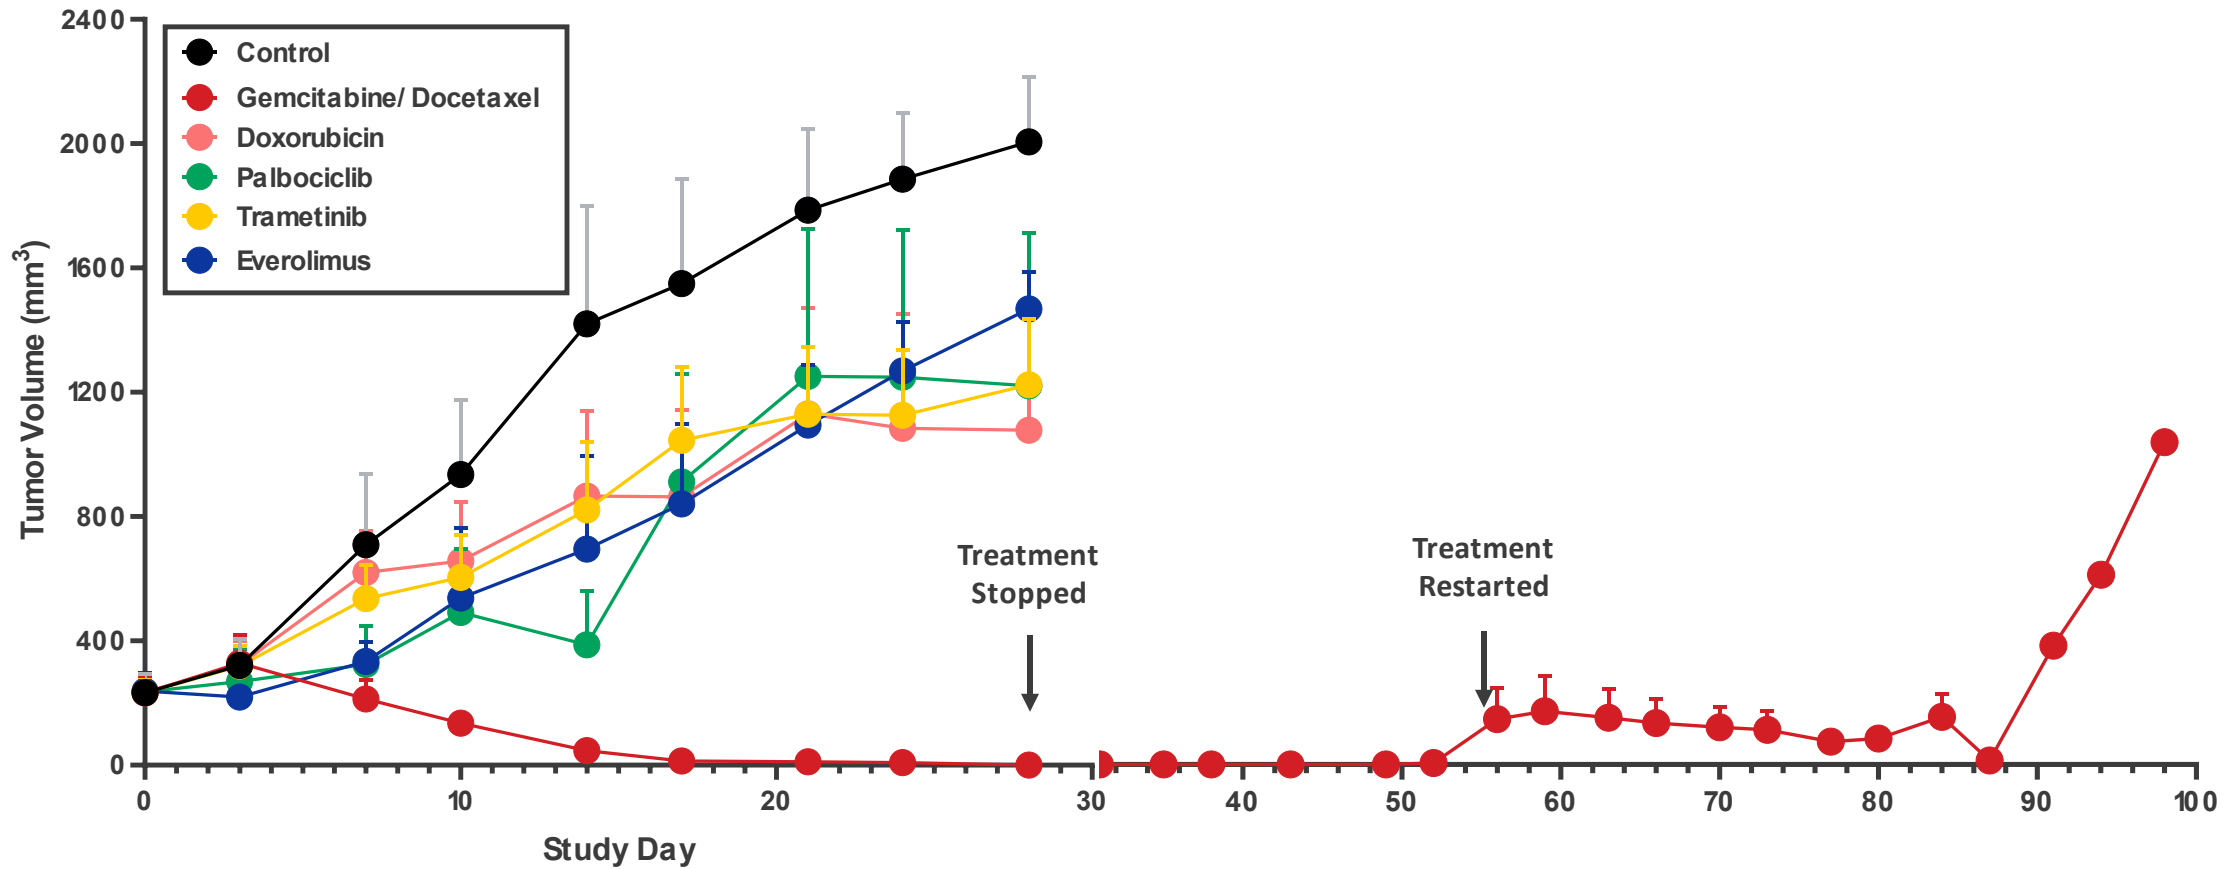 2400
2000
1600
1200
800
400
0
Tumor Volume (mm³)
Control
Gemcitabine/ Docetaxel
Doxorubicin
Palbociclib
Trametinib
Everolimus
Treatment
Stopped
Treatment
Restarted
0 10 20 30 40 50 60 70 80 90 100
Study Day